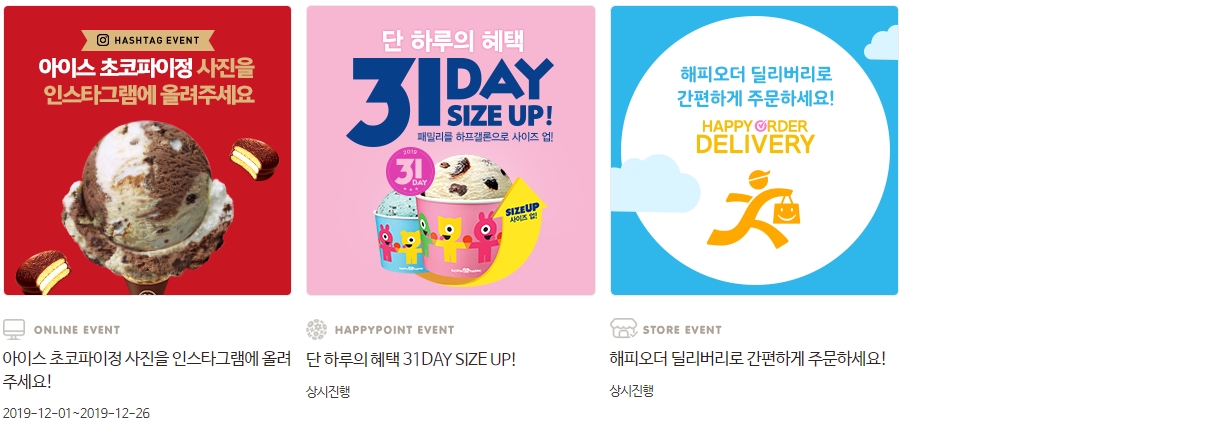 HASHTAG EVENT
아이스 초코파이정 사진을
인스타그램에 올려주세요
단 하루의 혜택
31DAY
SIZE UP!
패밀리를 하프갤론으로 사이즈 업!
2019
31
DAY
SIZEUP
사이즈 업!
해피오더 딜리버리로
간편하게 주문하세요!
HAPPY ORDER
DELIVERY
ONLINE EVENT
아이스 초코파이정 사진을 인스타그램에 올려
주세요!
2019-12-01~2019-12-26
HAPPYPOINT EVENT
단 하루의 혜택 31DAY SIZE UP!
상시진행
STORE EVENT
해피오더 딜리버리로 간편하게 주문하세요!
상시진행